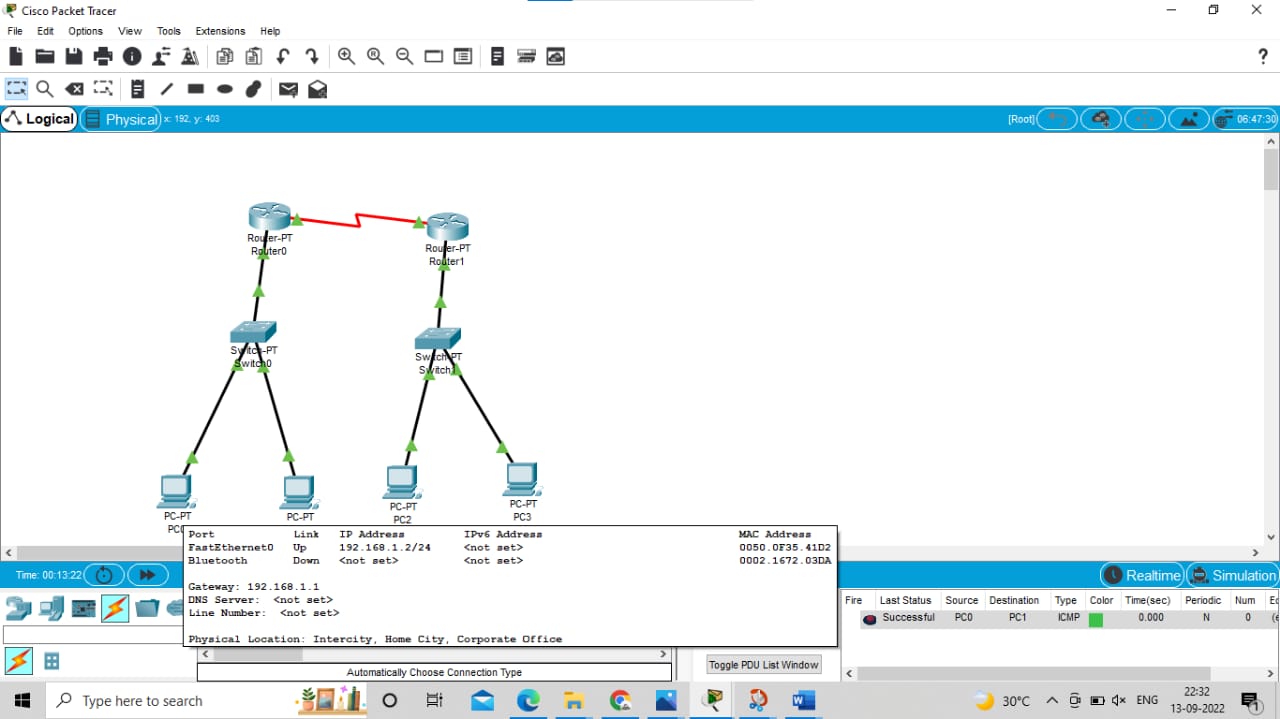 Cisco Packet Tracer
File Edit Options View Tools Extensions Help
?
Logical Physical x: 192, y: 403 [Root] 06:47:30
Router-PT
Router0
Router-PT
Router1
Switch-PT
Switch0
Switch-PT
PC-PT
PC-PT
PC-PT
PC2
PC-PT
PC3
Port Link IP Address IPv6 Address MAC Address
FastEthernet0 Up 192.168.1.2/24 <not set> 0050.0F35.41D2
Bluetooth Down <not set> <not set> 0002.1672.03DA
Gateway: 192.168.1.1
DNS Server: <not set>
Line Number: <not set>
Physical Location: Intercity, Home City, Corporate Office
Time: 00:13:22 Realtime Simulation
Fire Last Status Source Destination Type Color Time(sec) Periodic Num
Successful PC0 PC1 ICMP 0.000 N 0
Automatically Choose Connection Type
Toggle PDU List Window
Type here to search
30°C ENG 22:32
13-09-2022
1